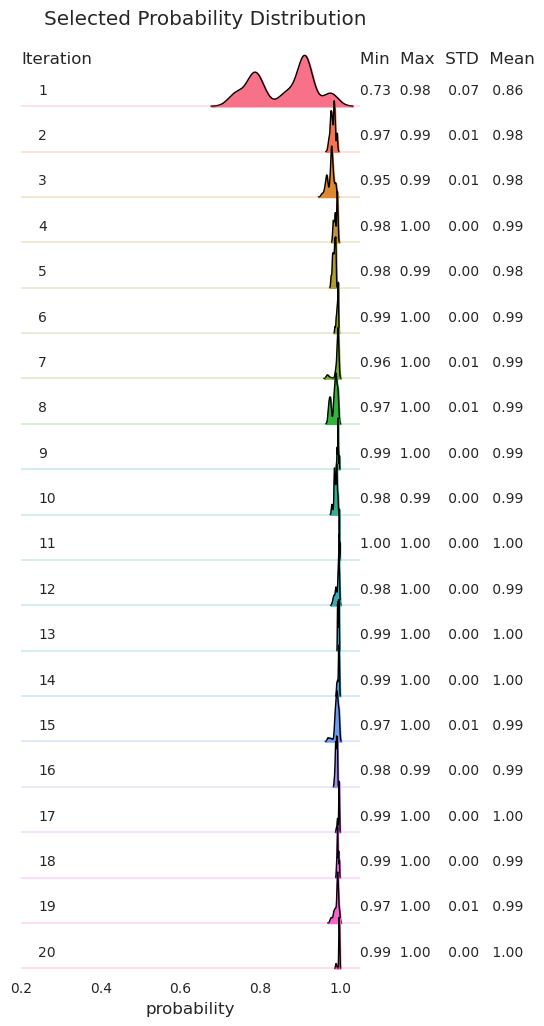 Selected Probability Distribution
Iteration Min Max STD Mean
1 0.73 0.98 0.07 0.86
2 0.97 0.99 0.01 0.98
3 0.95 0.99 0.01 0.98
4 0.98 1.00 0.00 0.99
5 0.98 0.99 0.00 0.98
6 0.99 1.00 0.00 0.99
7 0.96 1.00 0.01 0.99
8 0.97 1.00 0.01 0.99
9 0.99 1.00 0.00 0.99
10 0.98 0.99 0.00 0.99
11 1.00 1.00 0.00 1.00
12 0.98 1.00 0.00 0.99
13 0.99 1.00 0.00 1.00
14 0.99 1.00 0.00 1.00
15 0.97 1.00 0.01 0.99
16 0.98 0.99 0.00 0.99
17 0.99 1.00 0.00 1.00
18 0.99 1.00 0.00 0.99
19 0.97 1.00 0.01 0.99
20 0.99 1.00 0.00 1.00
0.2 0.4 0.6 0.8 1.0
probability